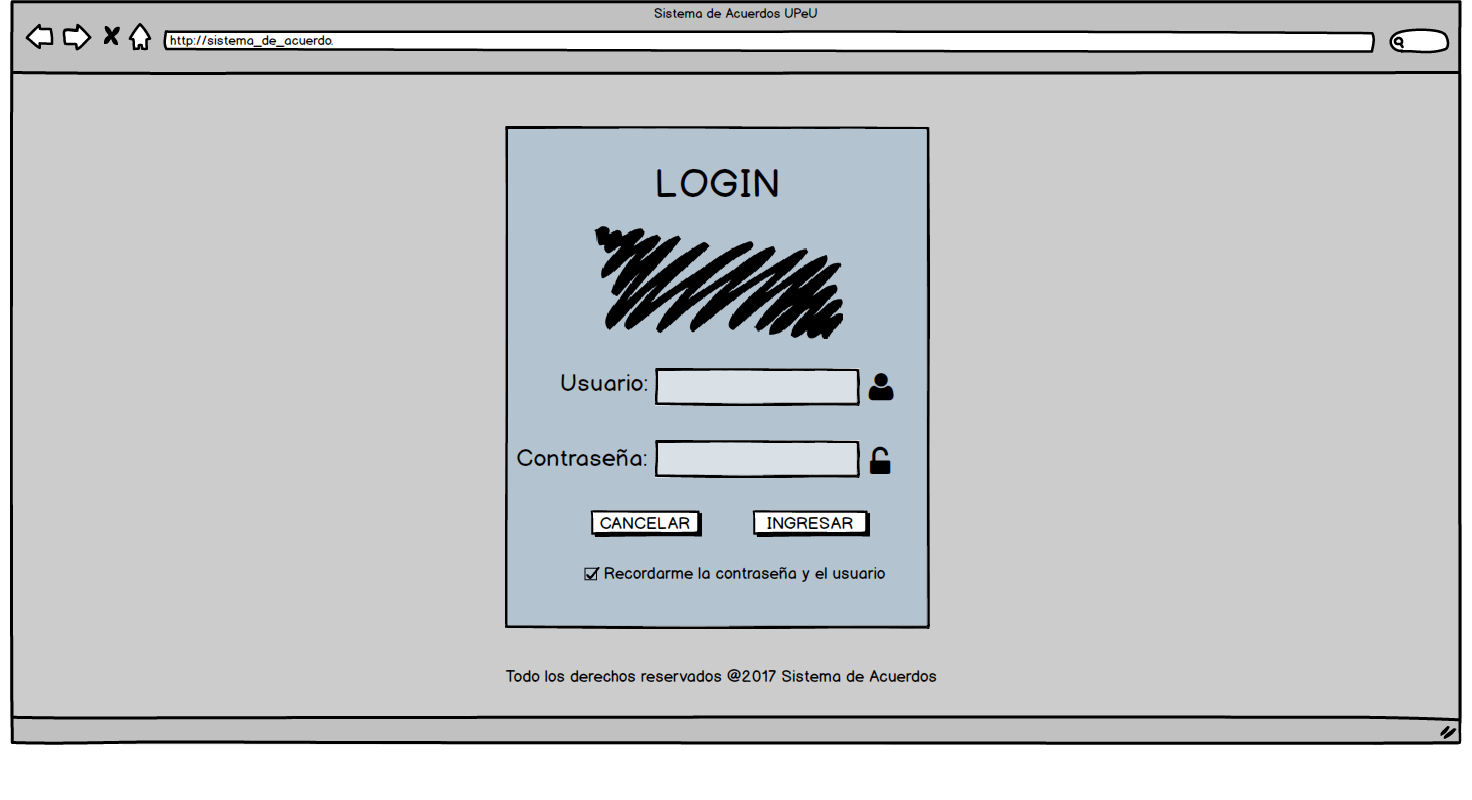 Sistema de Acuerdos UPeU
http://sistema_de_acuerdo.
LOGIN
Usuario:
Contraseña:
CANCELAR INGRESAR
Recordarme la contraseña y el usuario
Todo los derechos reservados @2017 Sistema de Acuerdos